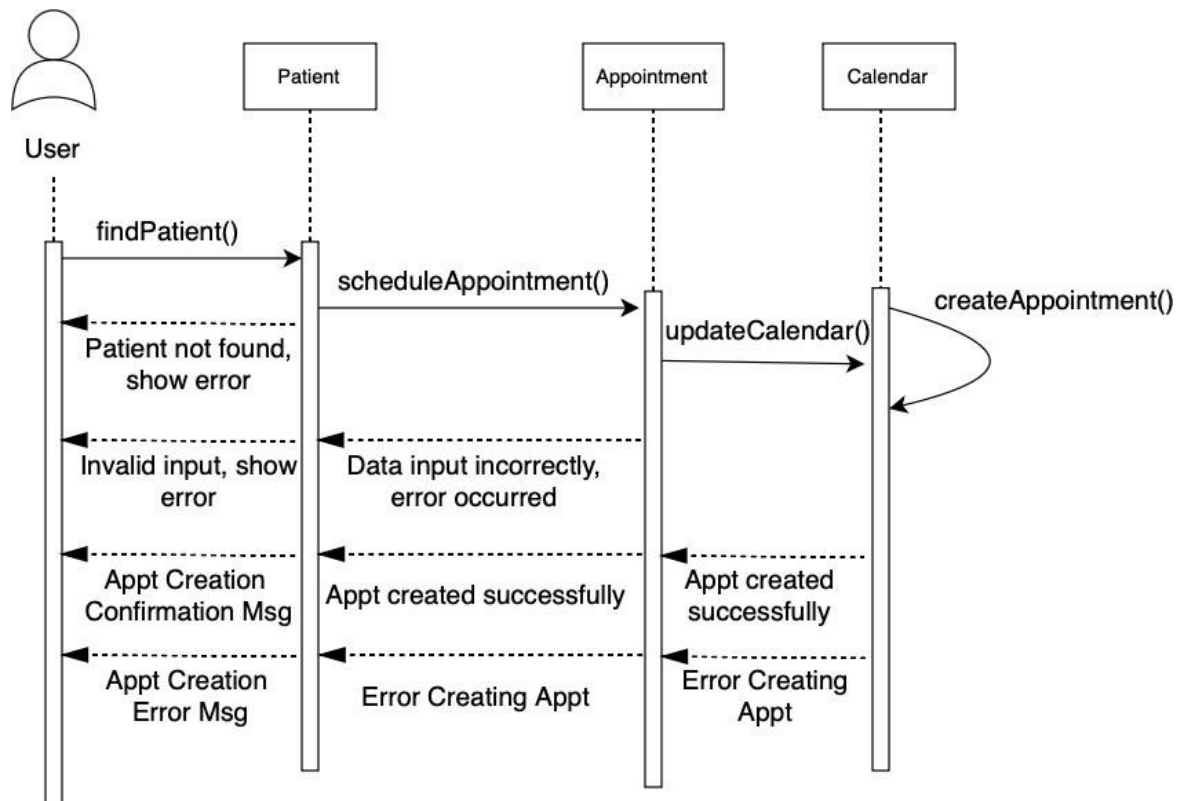 Patient
Appointment
Calendar
User
findPatient()
scheduleAppointment()
createAppointment()
updateCalendar()
Patient not found,
show error
Invalid input, show
error
Data input incorrectly,
error occurred
Appt Creation
Confirmation Msg
Appt created successfully
Appt created
successfully
Appt Creation
Error Msg
Error Creating Appt
Error Creating
Appt